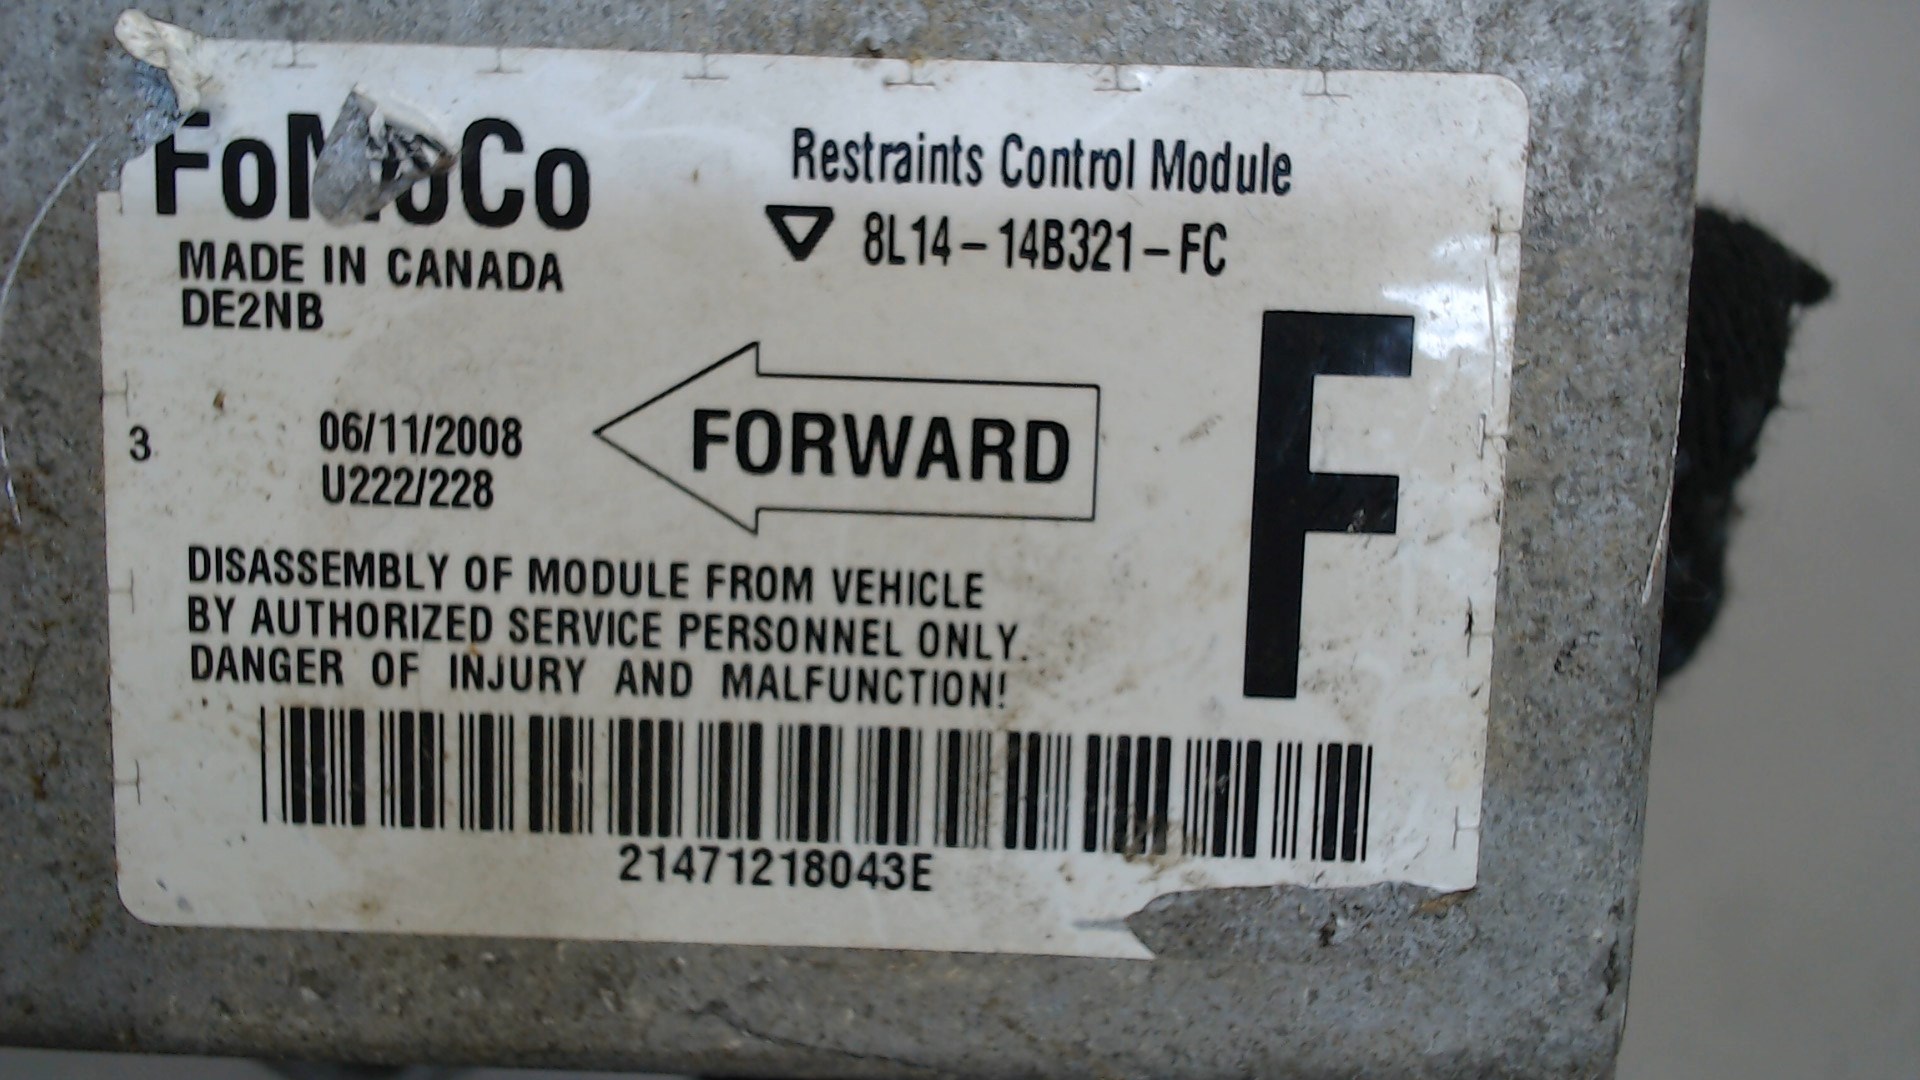 FoMoCo
Restraints Control Module
8L14-14B321-FC
MADE IN CANADA
DE2NB
F
3
06/11/2008
U222/228
FORWARD
DISASSEMBLY OF MODULE FROM VEHICLE
BY AUTHORIZED SERVICE PERSONNEL ONLY.
DANGER OF INJURY AND MALFUNCTION!
21471218043E